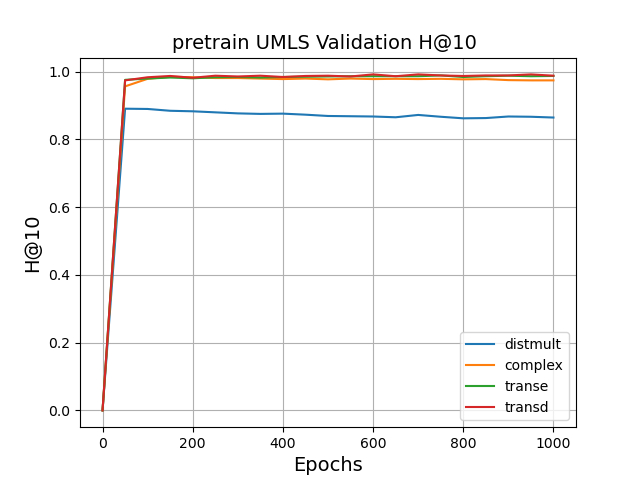 pretrain UMLS Validation H@10
H@10
1.0
0.8
0.6
0.4
0.2
0.0
0
200
400
600
800
1000
Epochs
distmult
complex
transe
transd